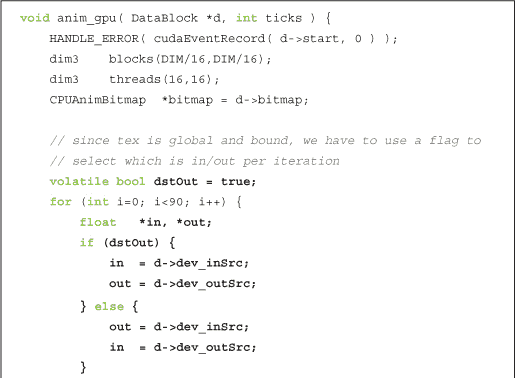 void anim_gpu( DataBlock *d, int ticks ) {
    HANDLE_ERROR( cudaEventRecord( d->start, 0 ) );
    dim3    blocks(DIM/16,DIM/16);
    dim3    threads(16,16);
    CPUAnimBitmap  *bitmap = d->bitmap;

    // since tex is global and bound, we have to use a flag to
    // select which is in/out per iteration
    volatile bool dstOut = true;
    for (int i=0; i<90; i++) {
        float   *in, *out;
        if (dstOut) {
            in  = d->dev_inSrc;
            out = d->dev_outSrc;
        } else {
            out = d->dev_inSrc;
            in  = d->dev_outSrc;
        }